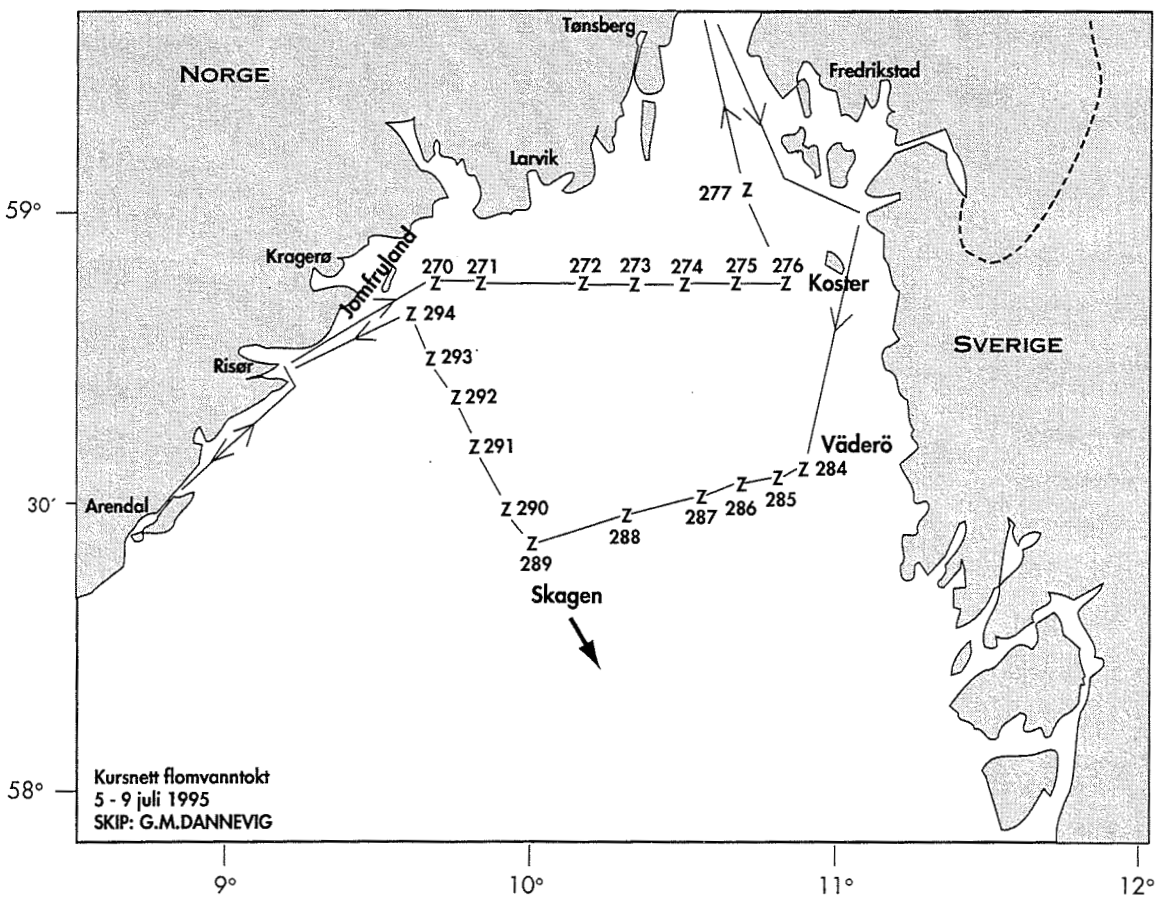 Tønsberg
NORGE
Fredrikstad
Larvik
277 Z
59°
Kragerø
Jomfruland
270 271 272 273 274 275 276
Z Z Z Z Z Z Z
Koster
Z 294
SVERIGE
Z 293
Risør
Z 292
Z 291
Väderö
Z 284
Z Z Z
285
286
287
30′
Arendal
Z 290
Z
288
Z
289
Skagen
Kursnett flomvanntokt
5 - 9 juli 1995
SKIP: G.M.DANNEVIG
58°
9° 10° 11° 12°